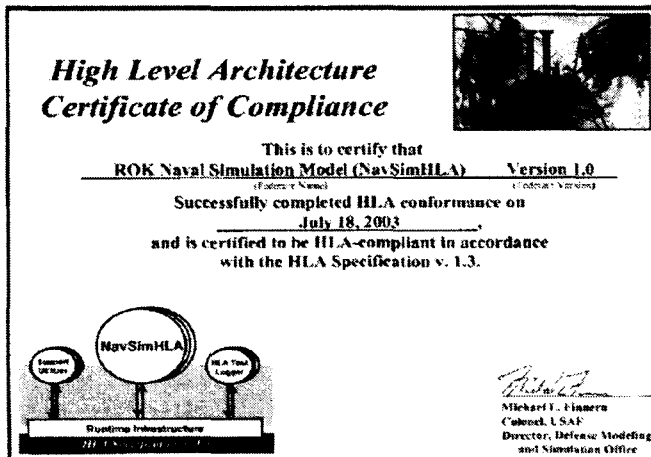 High Level Architecture
Certificate of Compliance
This is to certify that
ROK Naval Simulation Model (NavSimHLA) Version 1.0
(Federate Name) (Federate Version)
Successfully completed HLA conformance on
July 18, 2003,
and is certified to be HLA-compliant in accordance
with the HLA Specification v. 1.3.
NavSimHLA
Support
Utilities
HLA Test
Logger
Runtime Infrastructure
Colonel, USAF
Director, Defense Modeling
and Simulation Office